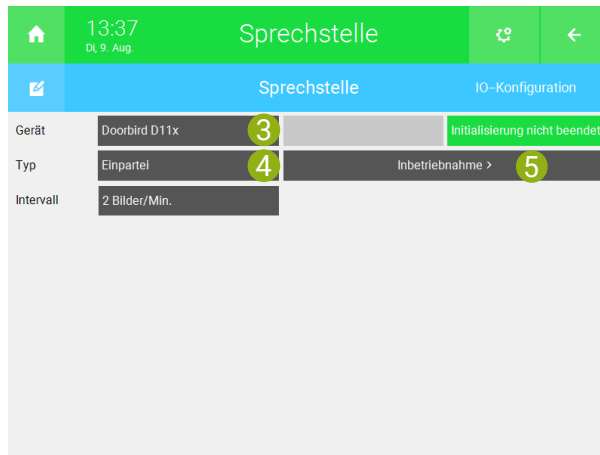 13:37
Di, 9. Aug.
Sprechstelle
Sprechstelle
IO-Konfiguration
Gerät
Doorbird D11x
3
Initialisierung nicht beendet
Typ
Einpartei
4
Inbetriebnahme >
5
Intervall
2 Bilder/Min.